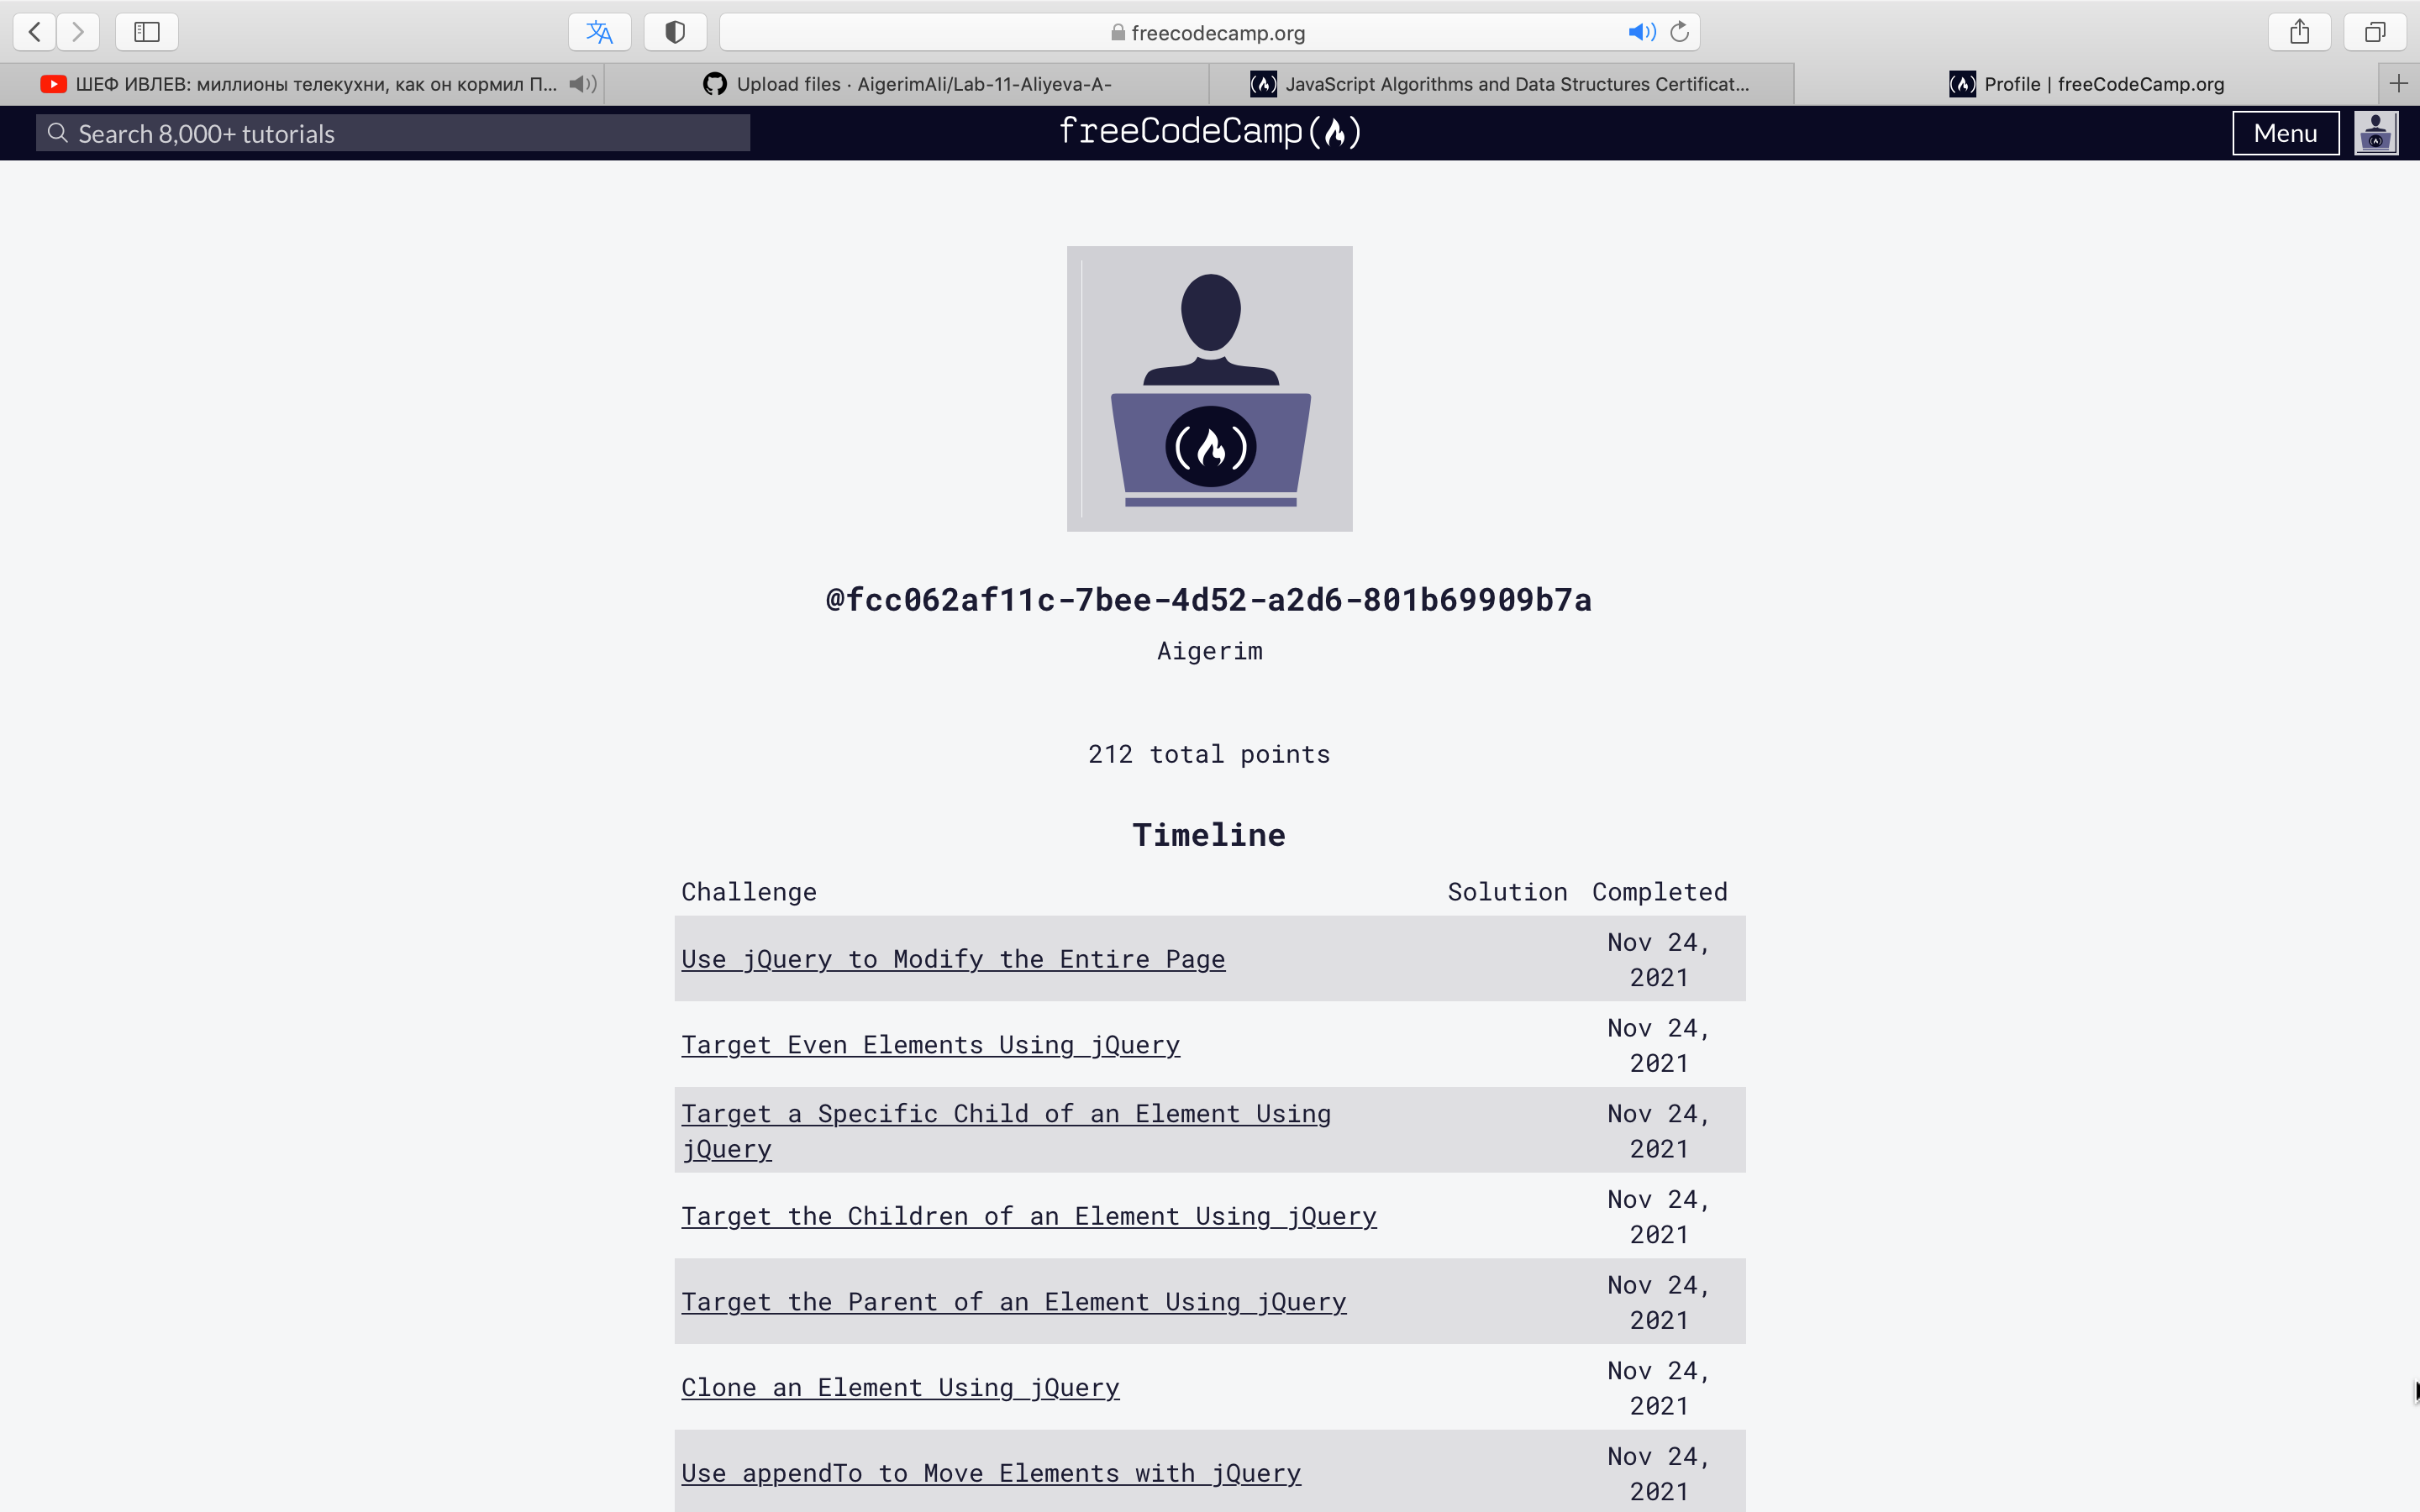 freecodecamp.org
ШЕФ ИВЛЕВ: миллионы телекухни, как он кормил П...
Upload files · AigerimAli/Lab-11-Aliyeva-A-
JavaScript Algorithms and Data Structures Certificat...
Profile | freeCodeCamp.org
Search 8,000+ tutorials
freeCodeCamp
Menu
@fcc062af11c-7bee-4d52-a2d6-801b69909b7a
Aigerim
212 total points
Timeline
Challenge Solution Completed
Use jQuery to Modify the Entire Page
Nov 24,
2021
Target Even Elements Using jQuery
Nov 24,
2021
Target a Specific Child of an Element Using
jQuery
Nov 24,
2021
Target the Children of an Element Using jQuery
Nov 24,
2021
Target the Parent of an Element Using jQuery
Nov 24,
2021
Clone an Element Using jQuery
Nov 24,
2021
Use appendTo to Move Elements with jQuery
Nov 24,
2021